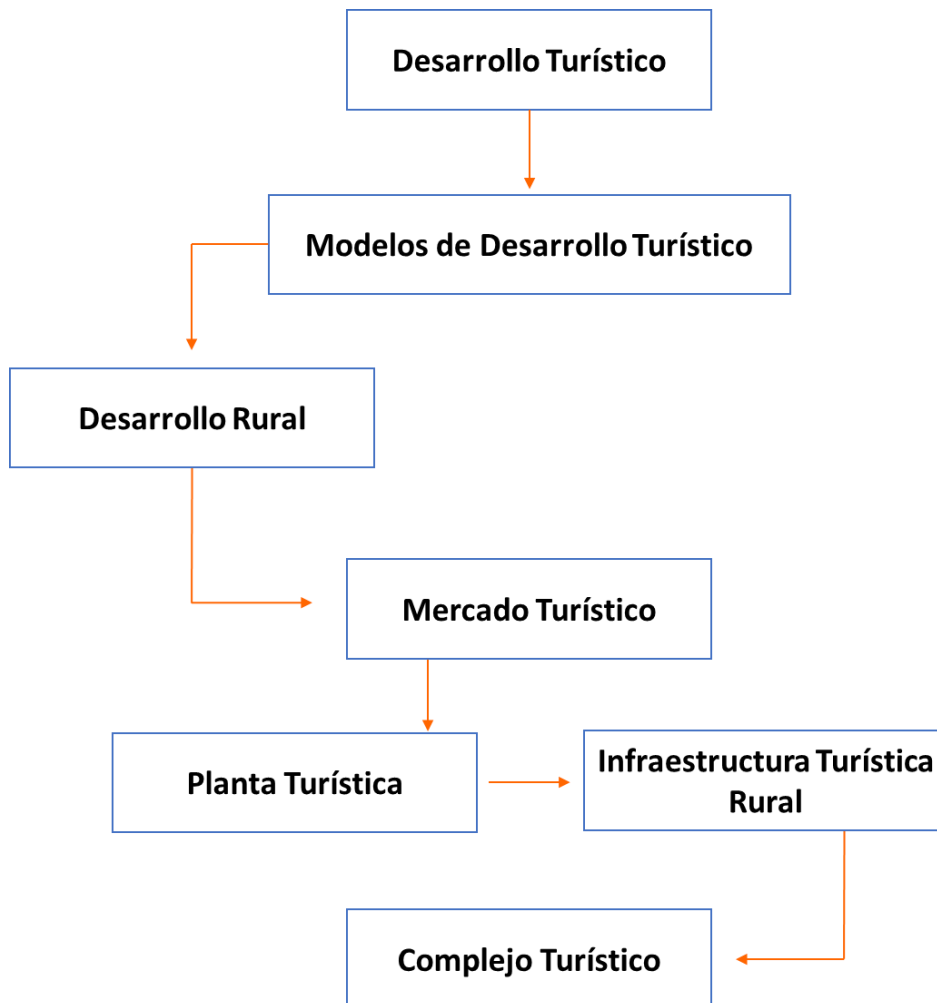 Desarrollo Turístico
Modelos de Desarrollo Turístico
Desarrollo Rural
Mercado Turístico
Planta Turística
Infraestructura Turística
Rural
Complejo Turístico